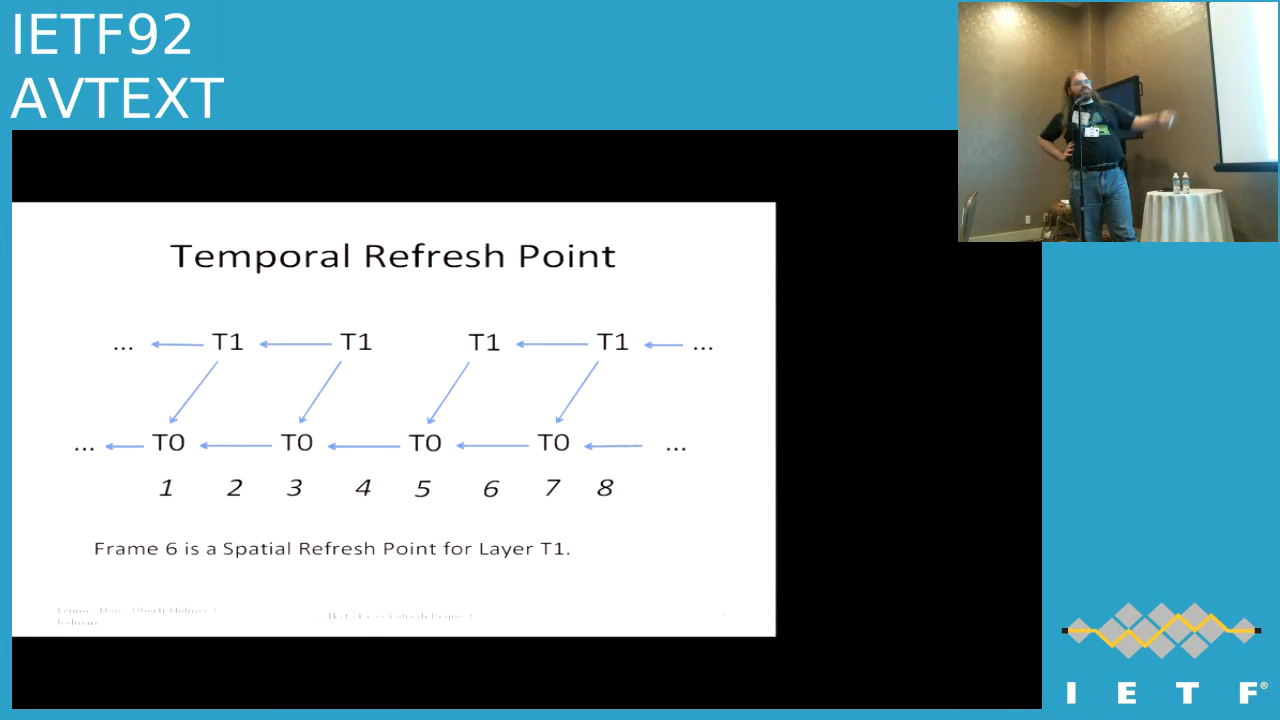 IETF92
AVTEXT
Temporal Refresh Point
... T1 T1 T1 T1 ...
... T0 T0 T0 T0 ...
1 2 3 4 5 6 7 8
Frame 6 is a Spatial Refresh Point for Layer T1.
I E T F®